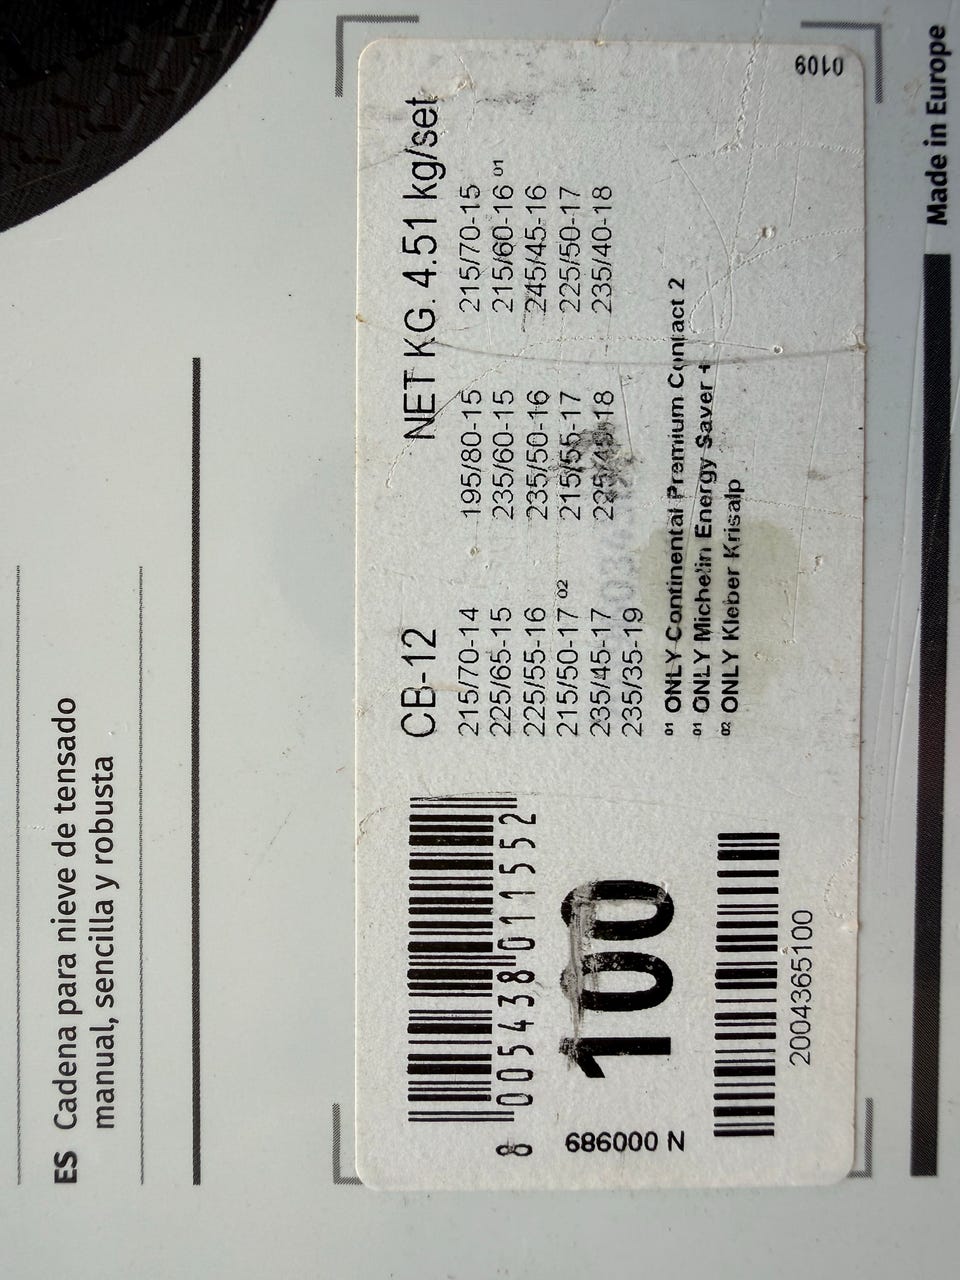 ES Cadena para nieve de tensado
manual, sencilla y robusta
CB-12 NET KG. 4.51 kg/set
215/70-14 195/80-15 215/70-15
225/65-15 235/60-15 215/60-16 01
225/55-16 235/50-16 245/45-16
215/50-17 02 215/55-17 225/50-17
235/45-17 235/40-18
235/35-19
01 ONLY Continental Premium Contact 2
01 ONLY Michelin Energy Saver +
02 ONLY Kleber Krisalp
8 005438 011552
100
N 000989
2004365100
0109
Made in Europe